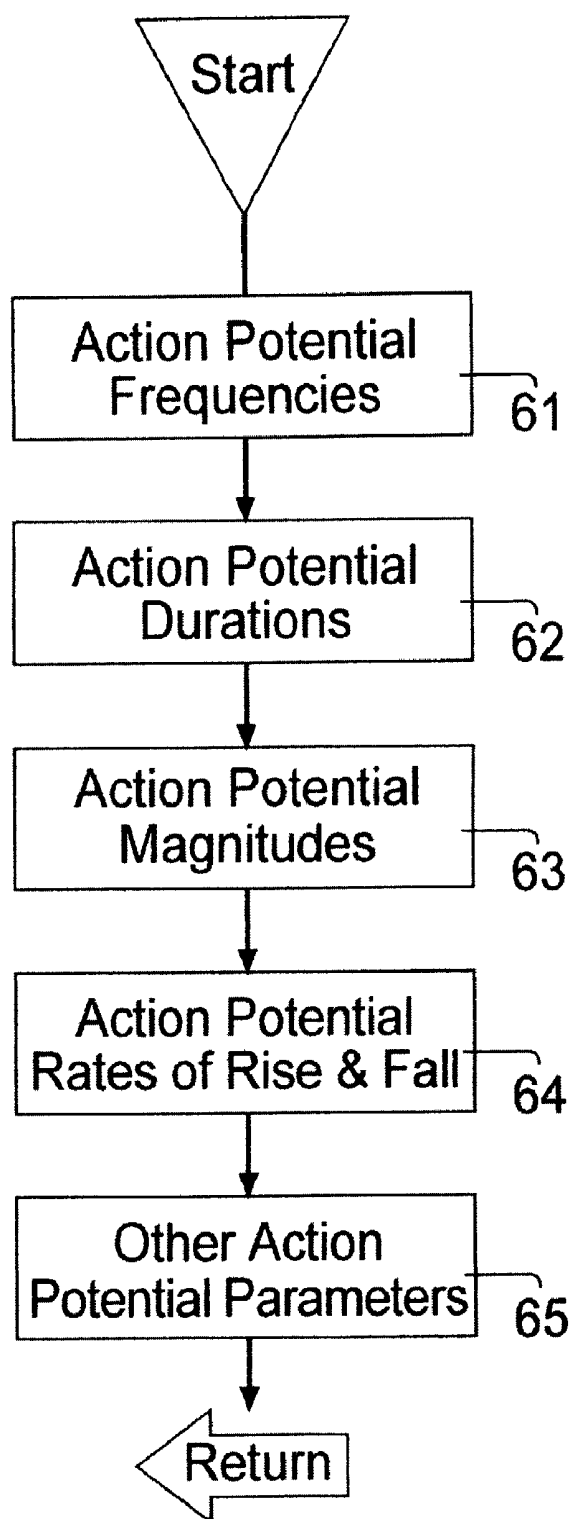 Start
Action Potential
Frequencies
61
Action Potential
Durations
62
Action Potential
Magnitudes
63
Action Potential
Rates of Rise & Fall
64
Other Action
Potential Parameters
65
Return